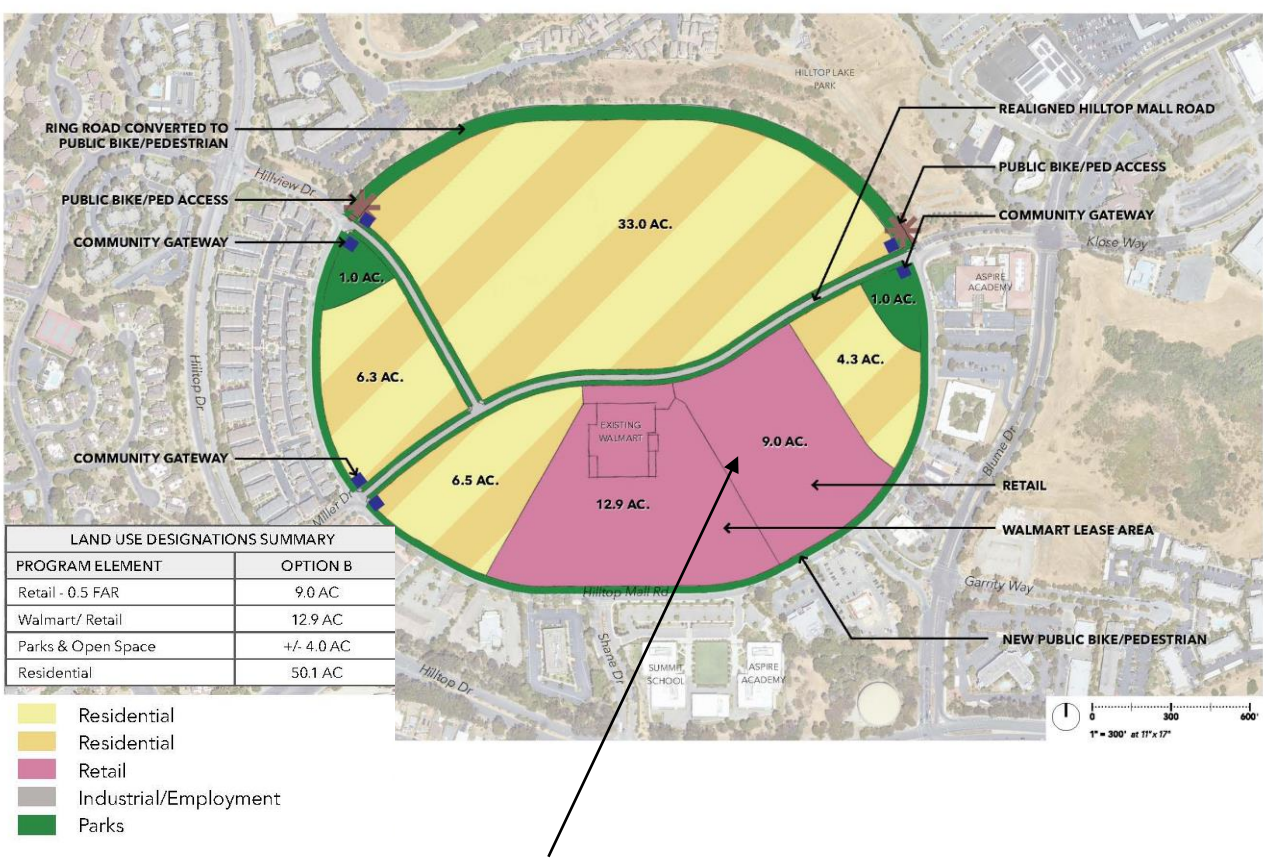 HILLTOP LAKE
PARK
REALIGNED HILLTOP MALL ROAD
RING ROAD CONVERTED TO
PUBLIC BIKE/PEDESTRIAN
PUBLIC BIKE/PED ACCESS
Hillview Dr
PUBLIC BIKE/PED ACCESS
COMMUNITY GATEWAY
33.0 AC.
COMMUNITY GATEWAY
Klose Way
1.0 AC.
ASPIRE
ACADEMY
1.0 AC.
4.3 AC.
6.3 AC.
Hilltop Dr
EXISTING
WALMART
9.0 AC.
Blume Dr
COMMUNITY GATEWAY
6.5 AC.
RETAIL
12.9 AC.
Miller Dr
WALMART LEASE AREA
Hilltop Mall Rd
Garrity Way
NEW PUBLIC BIKE/PEDESTRIAN
Shane Dr
SUMMIT
SCHOOL
ASPIRE
ACADEMY
Hilltop Dr
LAND USE DESIGNATIONS SUMMARY
PROGRAM ELEMENT OPTION B
Retail - 0.5 FAR 9.0 AC
Walmart/ Retail 12.9 AC
Parks & Open Space +/- 4.0 AC
Residential 50.1 AC
0 300 600'
1" = 300' at 11"x 17"
Residential
Residential
Retail
Industrial/Employment
Parks